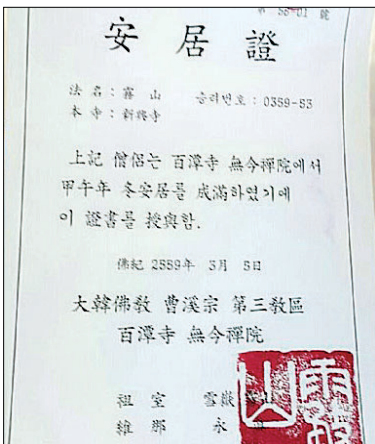 第 58-01 號
安居證
法名 : 霧山 승려번호 : 0359-83
本寺 : 新興寺
上記 僧侶는 百潭寺 無今禪院에서
甲午年 冬安居를 成滿하였기에
이 證書를 授與함.
佛紀 2559年 3月 5日
大韓佛敎 曹溪宗 第三敎區
百潭寺 無今禪院
祖室 雪嶽
維那 永